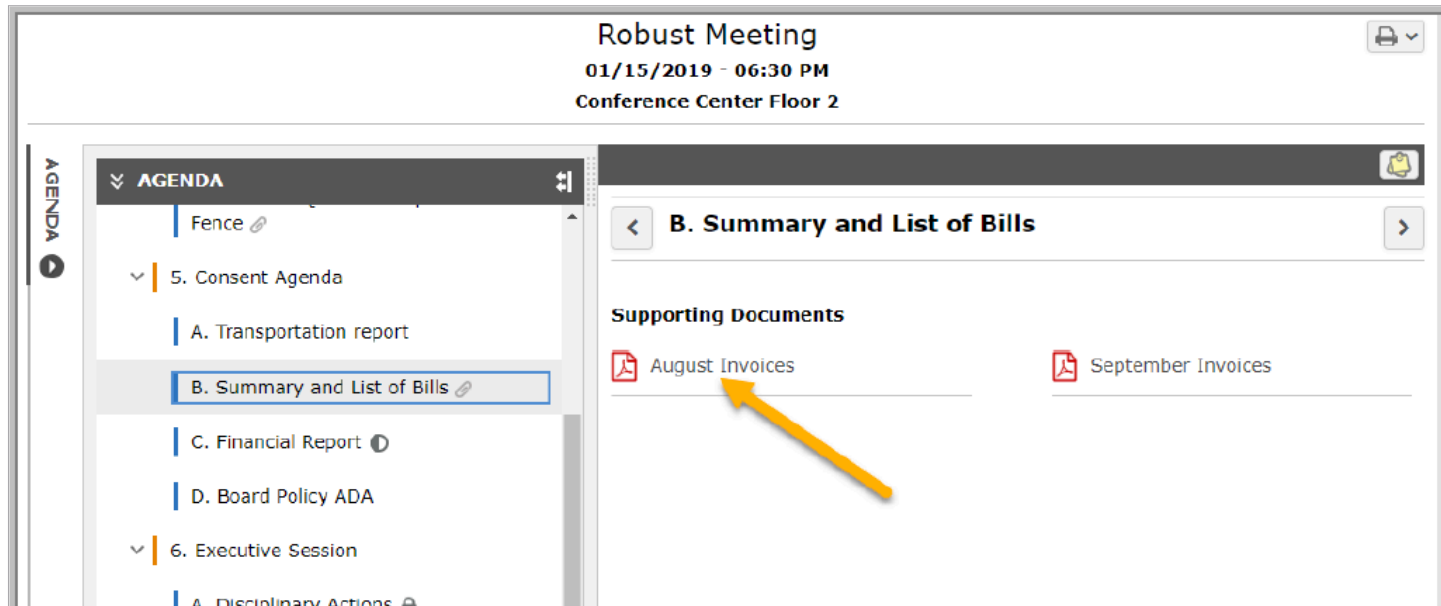 Robust Meeting
01/15/2019 - 06:30 PM
Conference Center Floor 2
AGENDA
AGENDA
Fence
5. Consent Agenda
A. Transportation report
B. Summary and List of Bills
C. Financial Report
D. Board Policy ADA
6. Executive Session
A. Disciplinary Actions
B. Summary and List of Bills
Supporting Documents
August Invoices
September Invoices